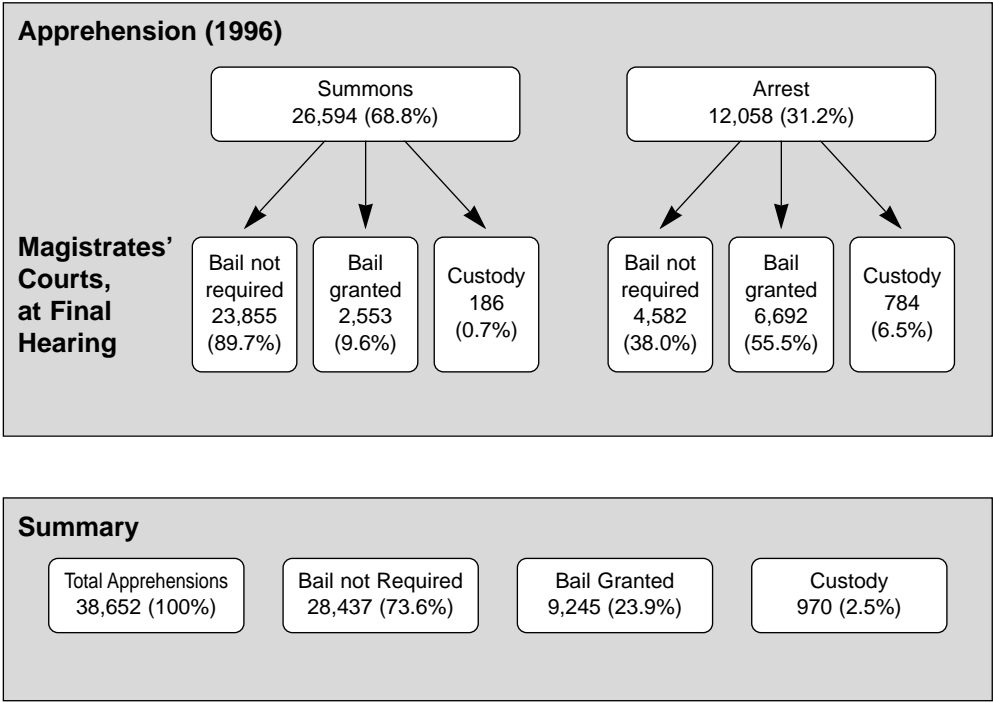 Apprehension (1996)
Summons
26,594 (68.8%)
Arrest
12,058 (31.2%)
Magistrates’
Courts,
at Final
Hearing
Bail not
required
23,855
(89.7%)
Bail
granted
2,553
(9.6%)
Custody
186
(0.7%)
Bail not
required
4,582
(38.0%)
Bail
granted
6,692
(55.5%)
Custody
784
(6.5%)
Summary
Total Apprehensions
38,652 (100%)
Bail not Required
28,437 (73.6%)
Bail Granted
9,245 (23.9%)
Custody
970 (2.5%)